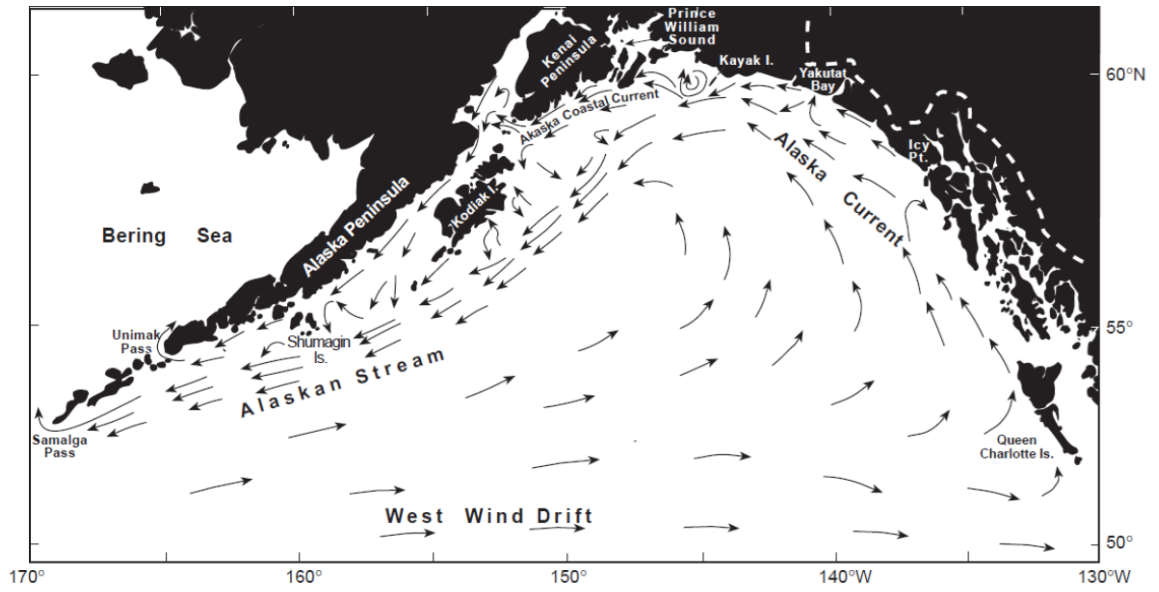 Prince
William
Sound
Kenai
Peninsula
Kayak I.
Yakutat
Bay
60°N
Akaska Coastal Current
Icy
Pt.
Alaska
Current
Kodiak I.
Alaska Peninsula
Bering Sea
Unimak
Pass
Shumagin
Is.
55°
Alaskan Stream
Samalga
Pass
Queen
Charlotte Is.
West Wind Drift
50°
170°
160°
150°
140°W
130°W